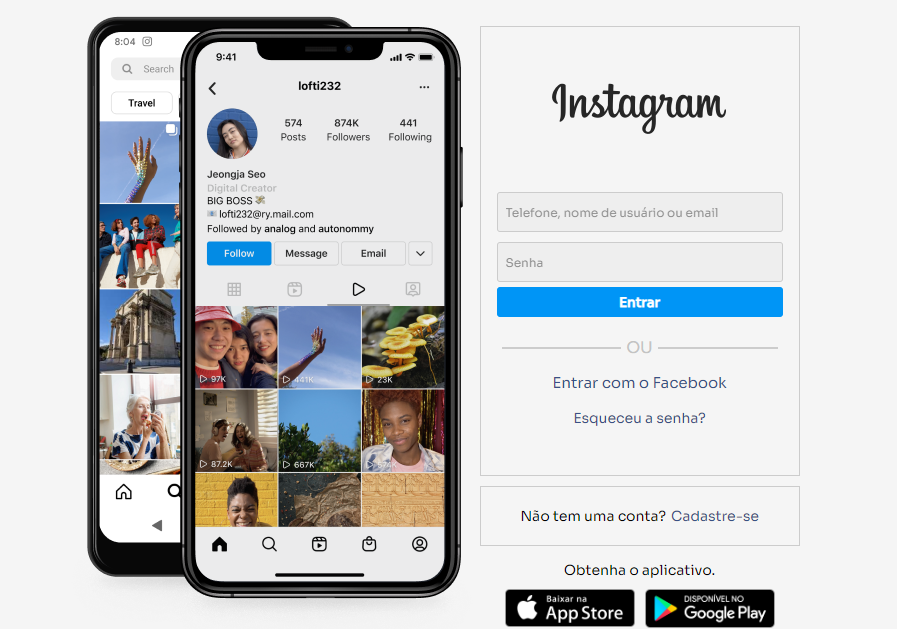 8:04
Search
Travel
9:41
lofti232
574
874K
441
Posts
Followers
Following
Jeongja Seo
Digital Creator
BIG BOSS
lofti232@ry.mail.com
Followed by analog and autonommy
Follow
Message
Email
97K
441K
23K
87.2K
667K
Instagram
Telefone, nome de usuário ou email
Senha
Entrar
OU
Entrar com o Facebook
Esqueceu a senha?
Não tem uma conta? Cadastre-se
Obtenha o aplicativo.
Baixar na
App Store
DISPONÍVEL NO
Google Play